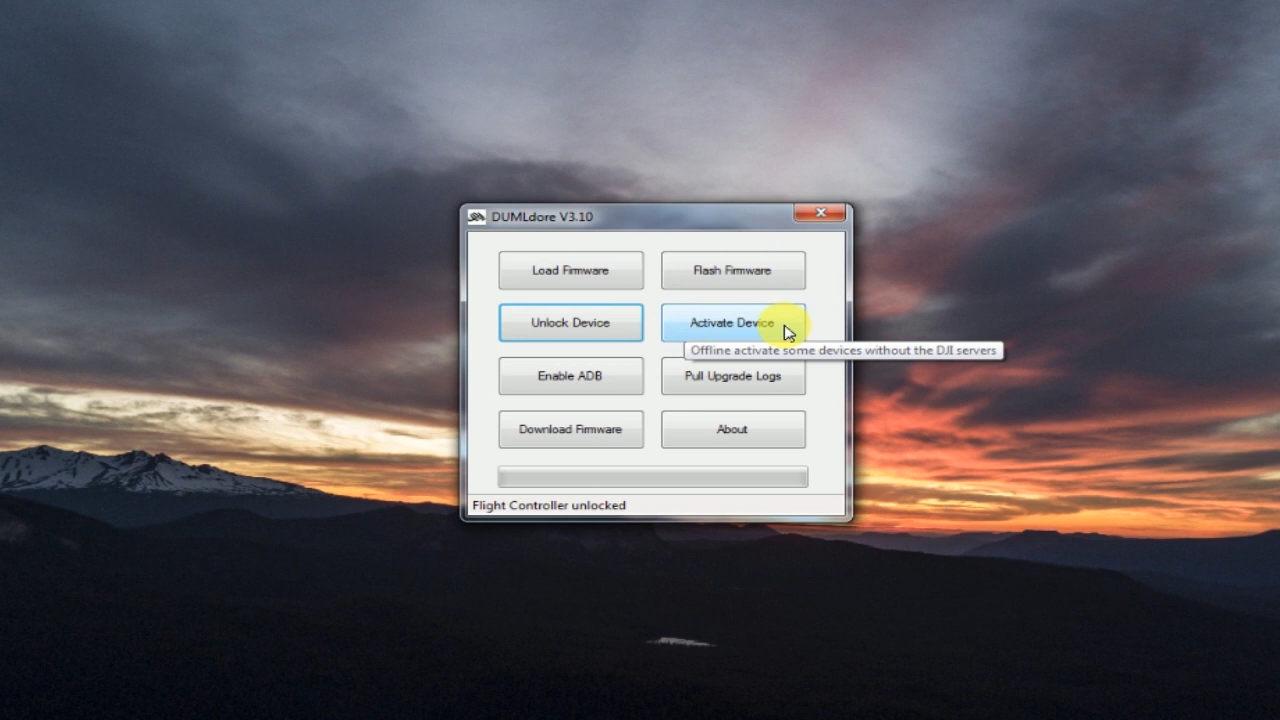 DUMLdore V3.10
Load Firmware
Flash Firmware
Unlock Device
Activate Device
Offline activate some devices without the DJI servers
Enable ADB
Pull Upgrade Logs
Download Firmware
About
Flight Controller unlocked